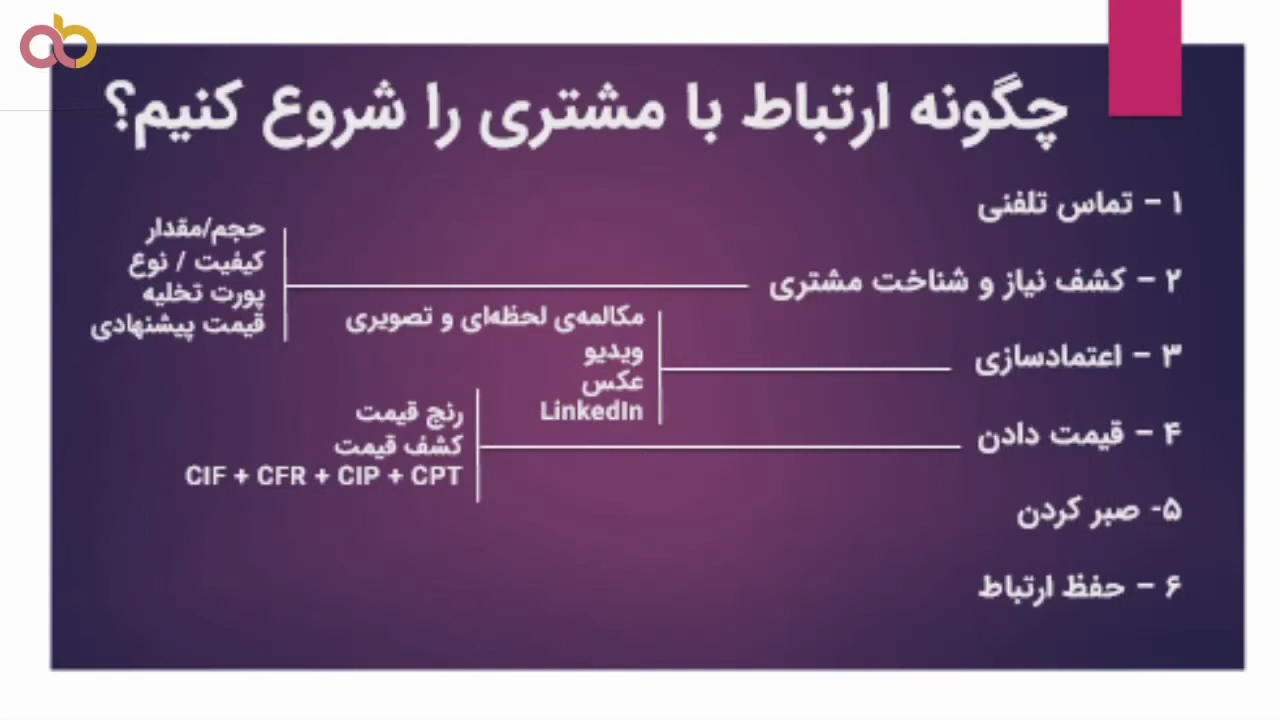 چگونه ارتباط با مشتری را شروع کنیم؟
۱ – تماس تلفنی
۲ – کشف نیاز و شناخت مشتری
حجم/مقدار
کیفیت / نوع
پورت تخلیه
قیمت پیشنهادی
۳ – اعتمادسازی
مکالمه‌ی لحظه‌ای و تصویری
ویدیو
عکس
LinkedIn
۴ – قیمت دادن
رنج قیمت
کشف قیمت
CIF + CFR + CIP + CPT
۵- صبر کردن
۶ – حفظ ارتباط